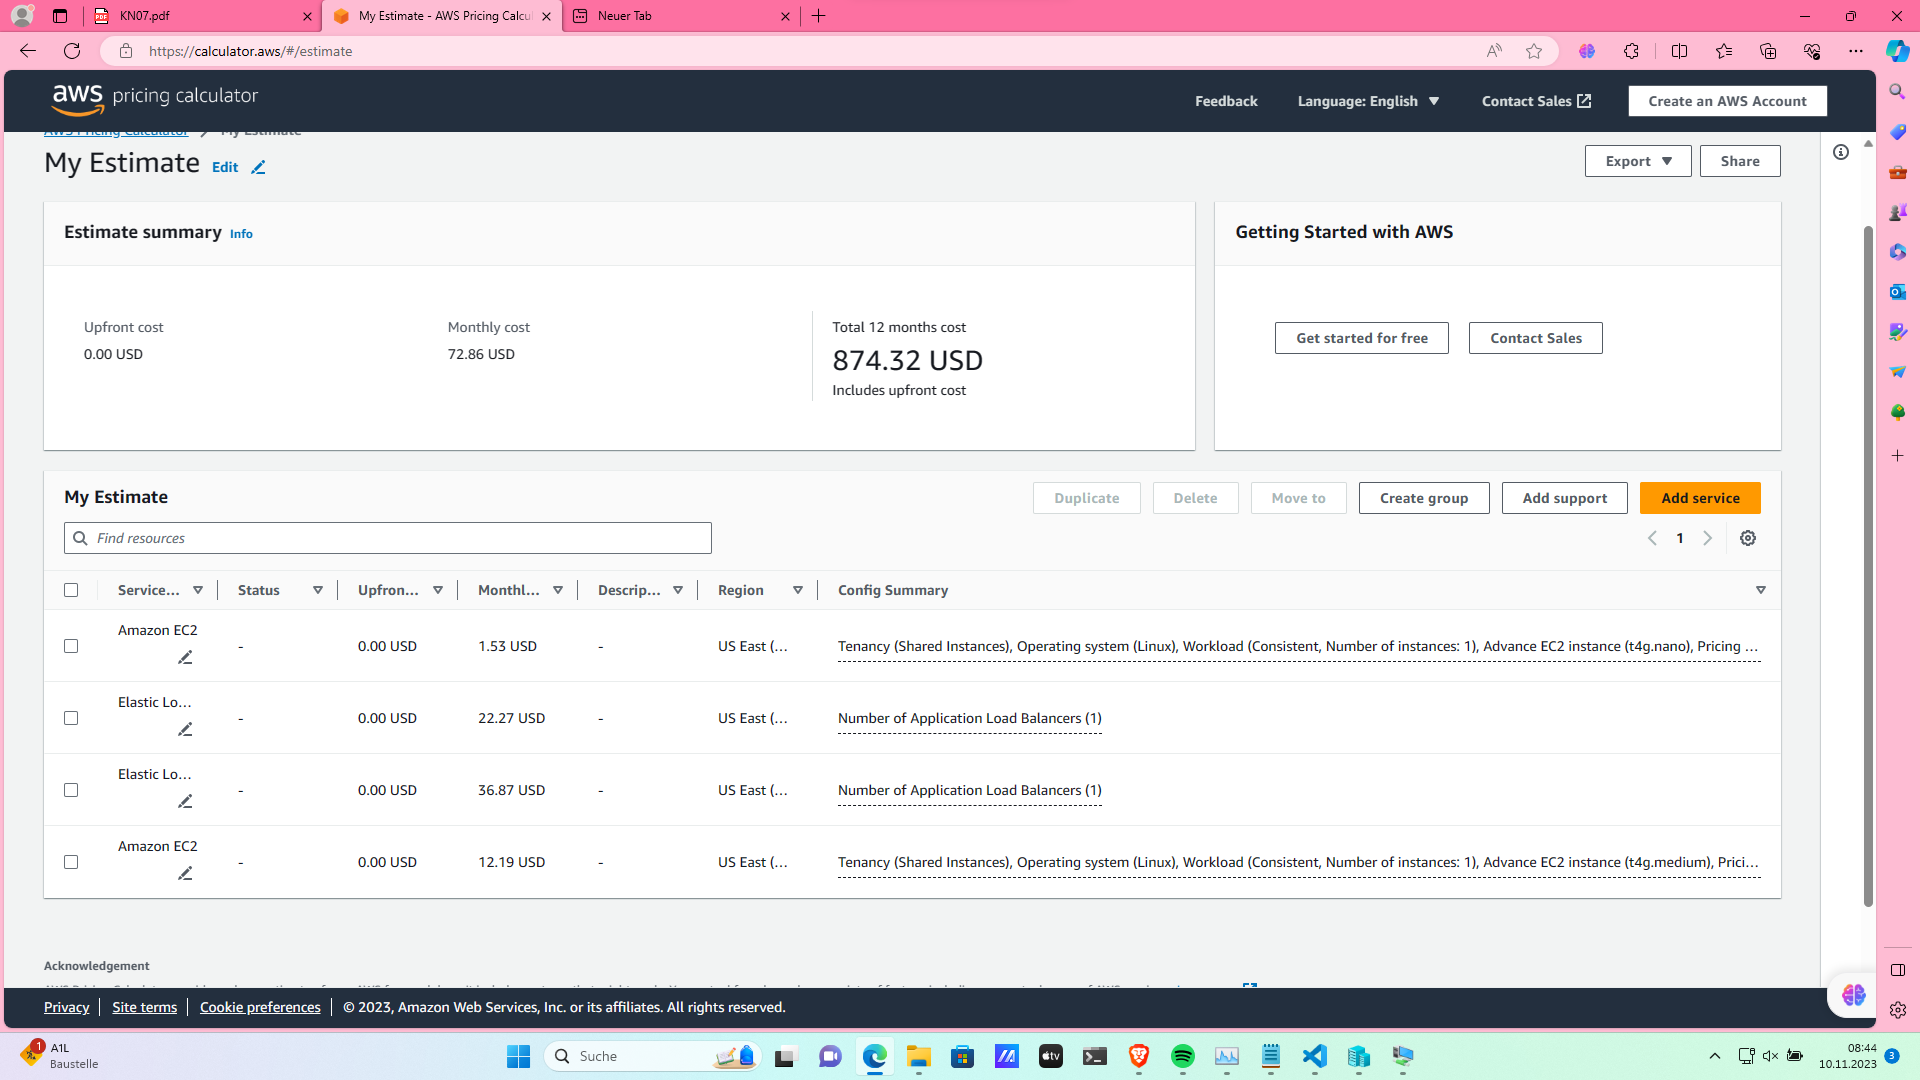 KN07.pdf
My Estimate - AWS Pricing Calcul
Neuer Tab
https://calculator.aws/#/estimate
aws pricing calculator
Feedback
Language: English
Contact Sales
Create an AWS Account
AWS Pricing Calculator
My Estimate
My Estimate
Edit
Export
Share
Estimate summary
Info
Getting Started with AWS
Upfront cost
0.00 USD
Monthly cost
72.86 USD
Total 12 months cost
874.32 USD
Includes upfront cost
Get started for free
Contact Sales
My Estimate
Duplicate
Delete
Move to
Create group
Add support
Add service
Find resources
1
Service... Status Upfron... Monthl... Descrip... Region Config Summary
Amazon EC2
- 0.00 USD 1.53 USD - US East (... Tenancy (Shared Instances), Operating system (Linux), Workload (Consistent, Number of instances: 1), Advance EC2 instance (t4g.nano), Pricing ...
Elastic Lo...
- 0.00 USD 22.27 USD - US East (... Number of Application Load Balancers (1)
Elastic Lo...
- 0.00 USD 36.87 USD - US East (... Number of Application Load Balancers (1)
Amazon EC2
- 0.00 USD 12.19 USD - US East (... Tenancy (Shared Instances), Operating system (Linux), Workload (Consistent, Number of instances: 1), Advance EC2 instance (t4g.medium), Prici...
Acknowledgement
Privacy
Site terms
Cookie preferences
© 2023, Amazon Web Services, Inc. or its affiliates. All rights reserved.
1
A1L
Baustelle
Suche
tv
08:44
10.11.2023
3